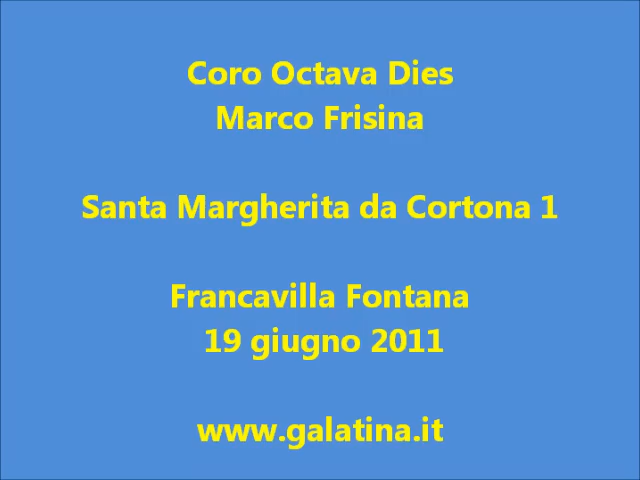 Coro Octava Dies
Marco Frisina
Santa Margherita da Cortona 1
Francavilla Fontana
19 giugno 2011
www.galatina.it